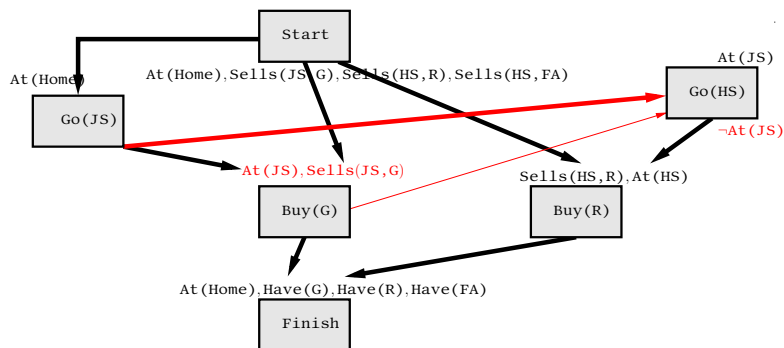 Start
At(Home),Sells(JS,G),Sells(HS,R),Sells(HS,FA)
At(Home)
Go(JS)
At(JS)
Go(HS)
¬At(JS)
At(JS),Sells(JS,G)
Sells(HS,R),At(HS)
Buy(G)
Buy(R)
At(Home),Have(G),Have(R),Have(FA)
Finish